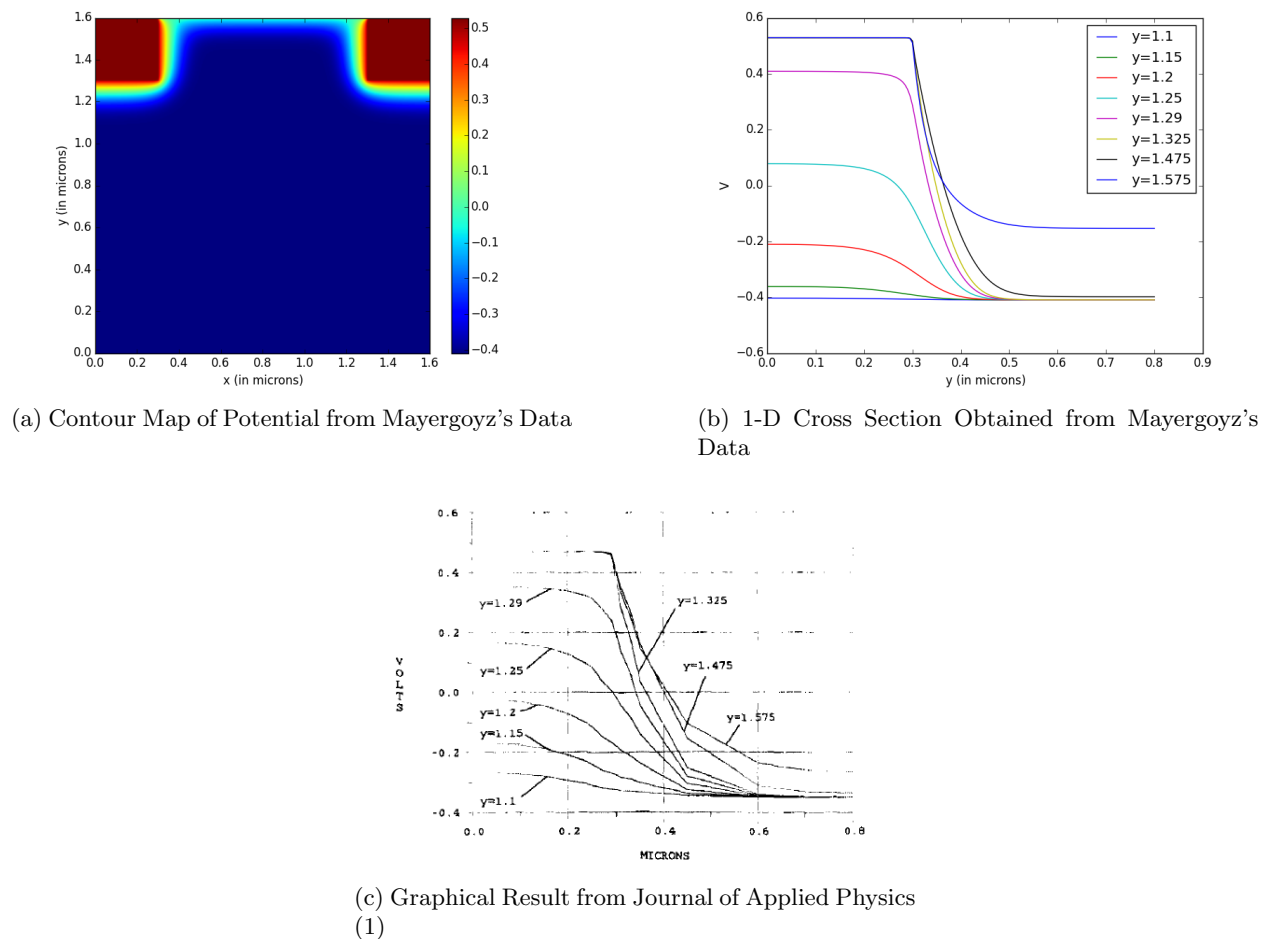 1.6
1.4
1.2
1.0
0.8
0.6
0.4
0.2
0.0
y (in microns)
0.0 0.2 0.4 0.6 0.8 1.0 1.2 1.4 1.6
x (in microns)
0.5
0.4
0.3
0.2
0.1
0.0
−0.1
−0.2
−0.3
−0.4
(a) Contour Map of Potential from Mayergoyz's Data
0.6
0.4
0.2
0.0
−0.2
−0.4
−0.6
V
0.0 0.1 0.2 0.3 0.4 0.5 0.6 0.7 0.8 0.9
y (in microns)
y=1.1
y=1.15
y=1.2
y=1.25
y=1.29
y=1.325
y=1.475
y=1.575
(b) 1-D Cross Section Obtained from Mayergoyz's
Data
0.6
0.4
0.2
0.0
-0.2
-0.4
VOLTS
y=1.29
y=1.25
y=1.2
y=1.15
y=1.1
y=1.325
y=1.475
y=1.575
0.0 0.2 0.4 0.6 0.8
MICRONS
(c) Graphical Result from Journal of Applied Physics
(1)